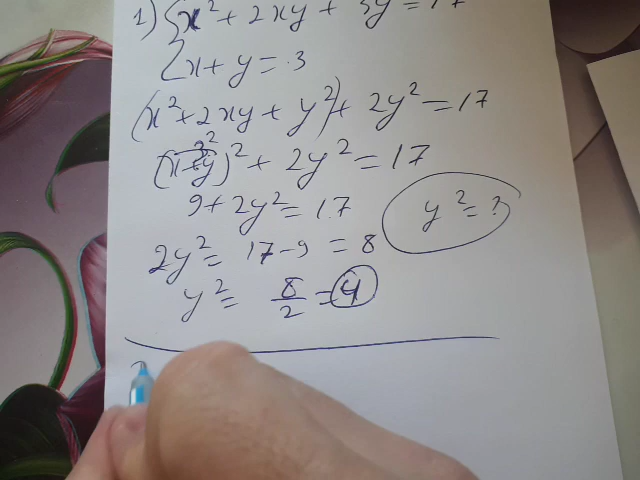 1) { x² + 2xy + 3y = 17
{ x + y = 3
(x² + 2xy + y²) + 2y² = 17
(x+y)² + 2y² = 17
9 + 2y² = 17
y² = ?
2y² = 17 - 9 = 8
y² = 8/2 = 4